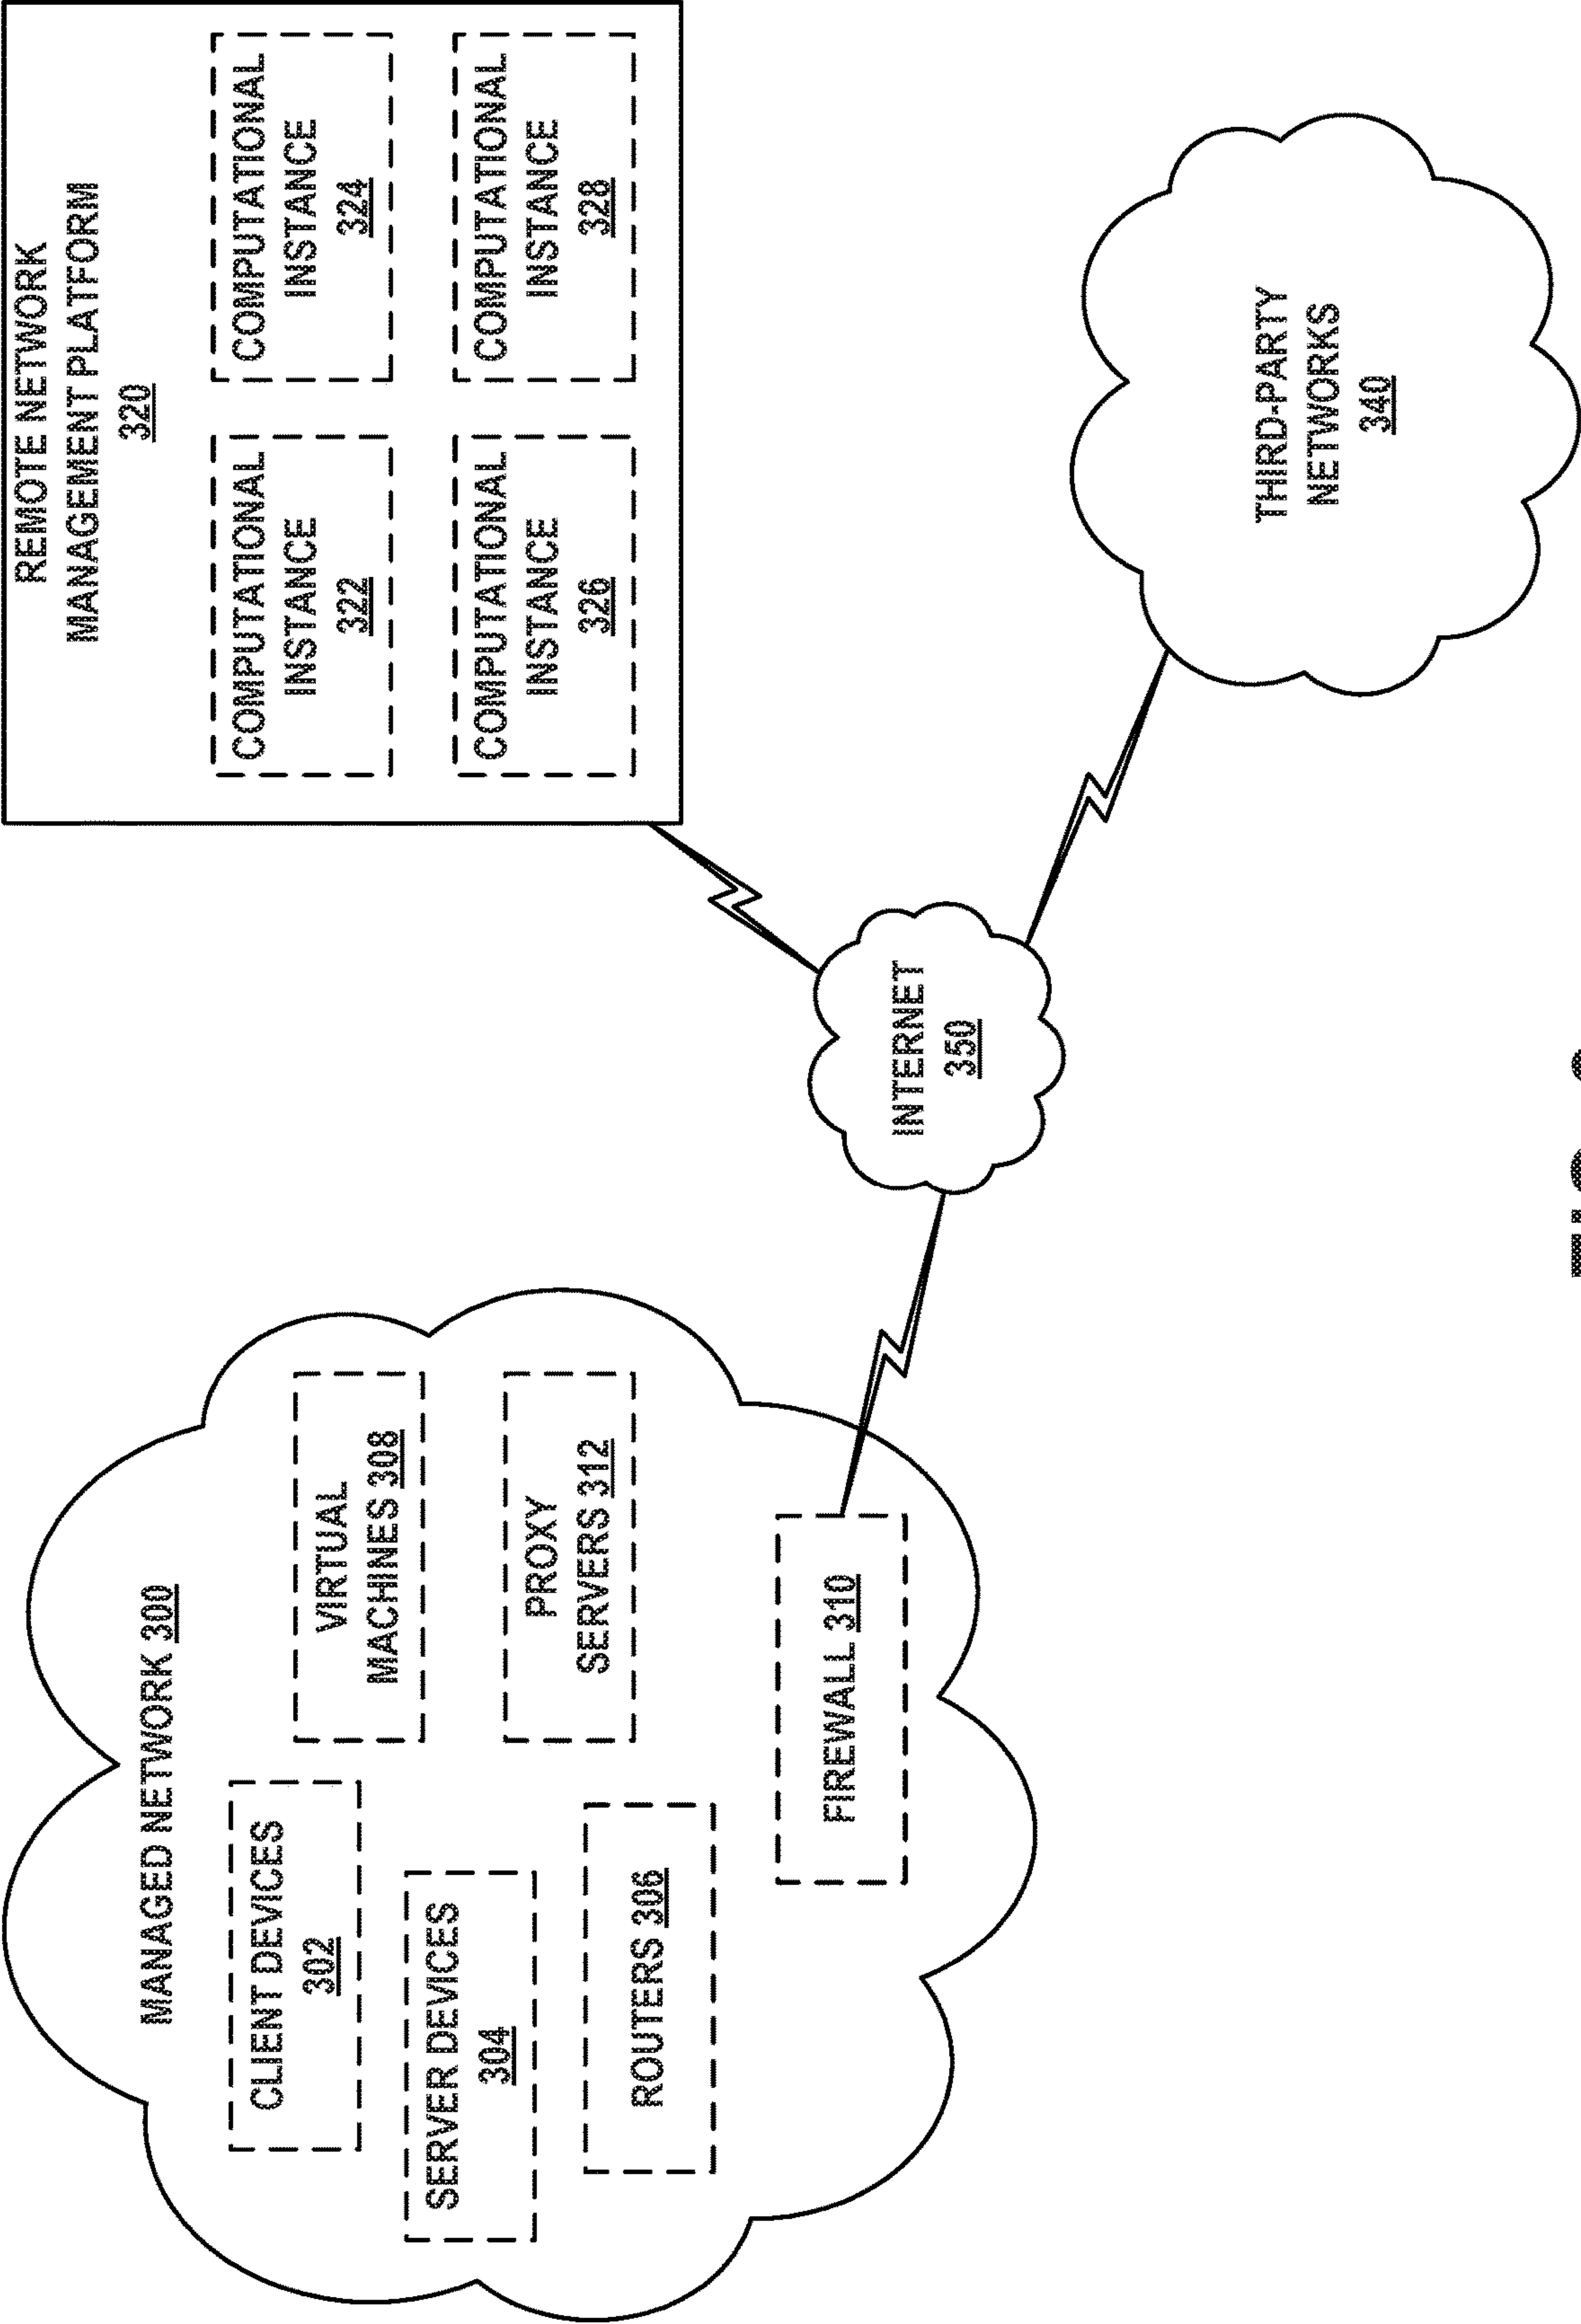 MANAGED NETWORK 300
CLIENT DEVICES
302
VIRTUAL
MACHINES 308
SERVER DEVICES
304
PROXY
SERVERS 312
ROUTERS 306
FIREWALL 310
INTERNET
350
REMOTE NETWORK
MANAGEMENT PLATFORM
320
COMPUTATIONAL
INSTANCE
322
COMPUTATIONAL
INSTANCE
324
COMPUTATIONAL
INSTANCE
326
COMPUTATIONAL
INSTANCE
328
THIRD-PARTY
NETWORKS
340